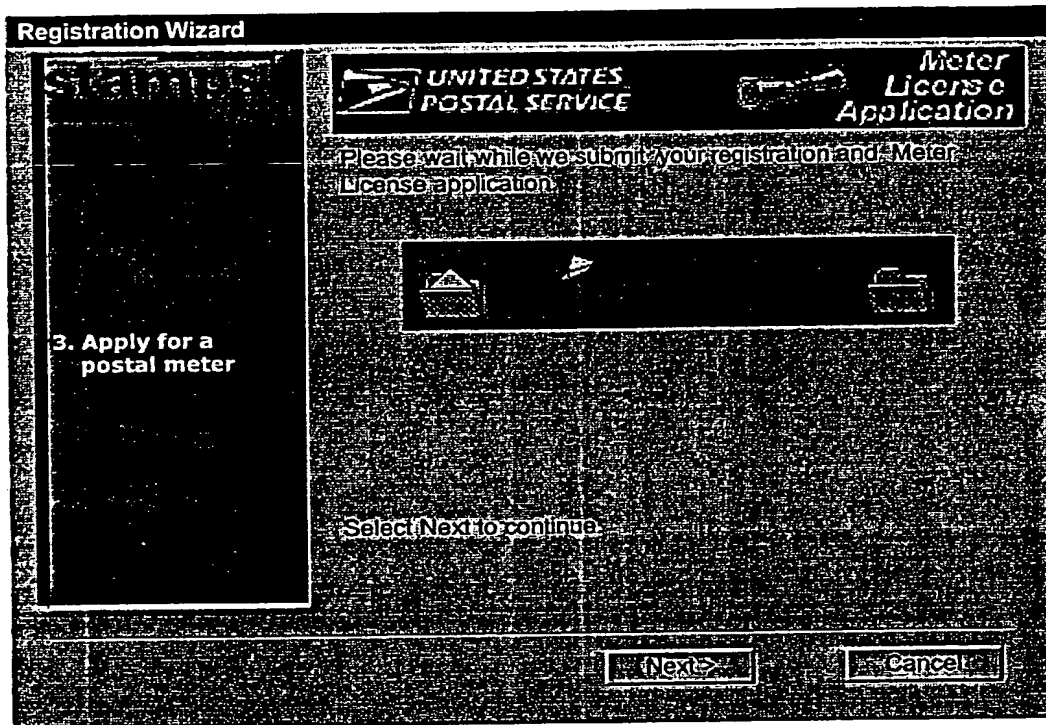 Registration Wizard
stamps
UNITED STATES
POSTAL SERVICE
Meter
License
Application
Please wait while we submit your registration and Meter
License application
3. Apply for a
postal meter
Select Next to continue
Next>
Cancel